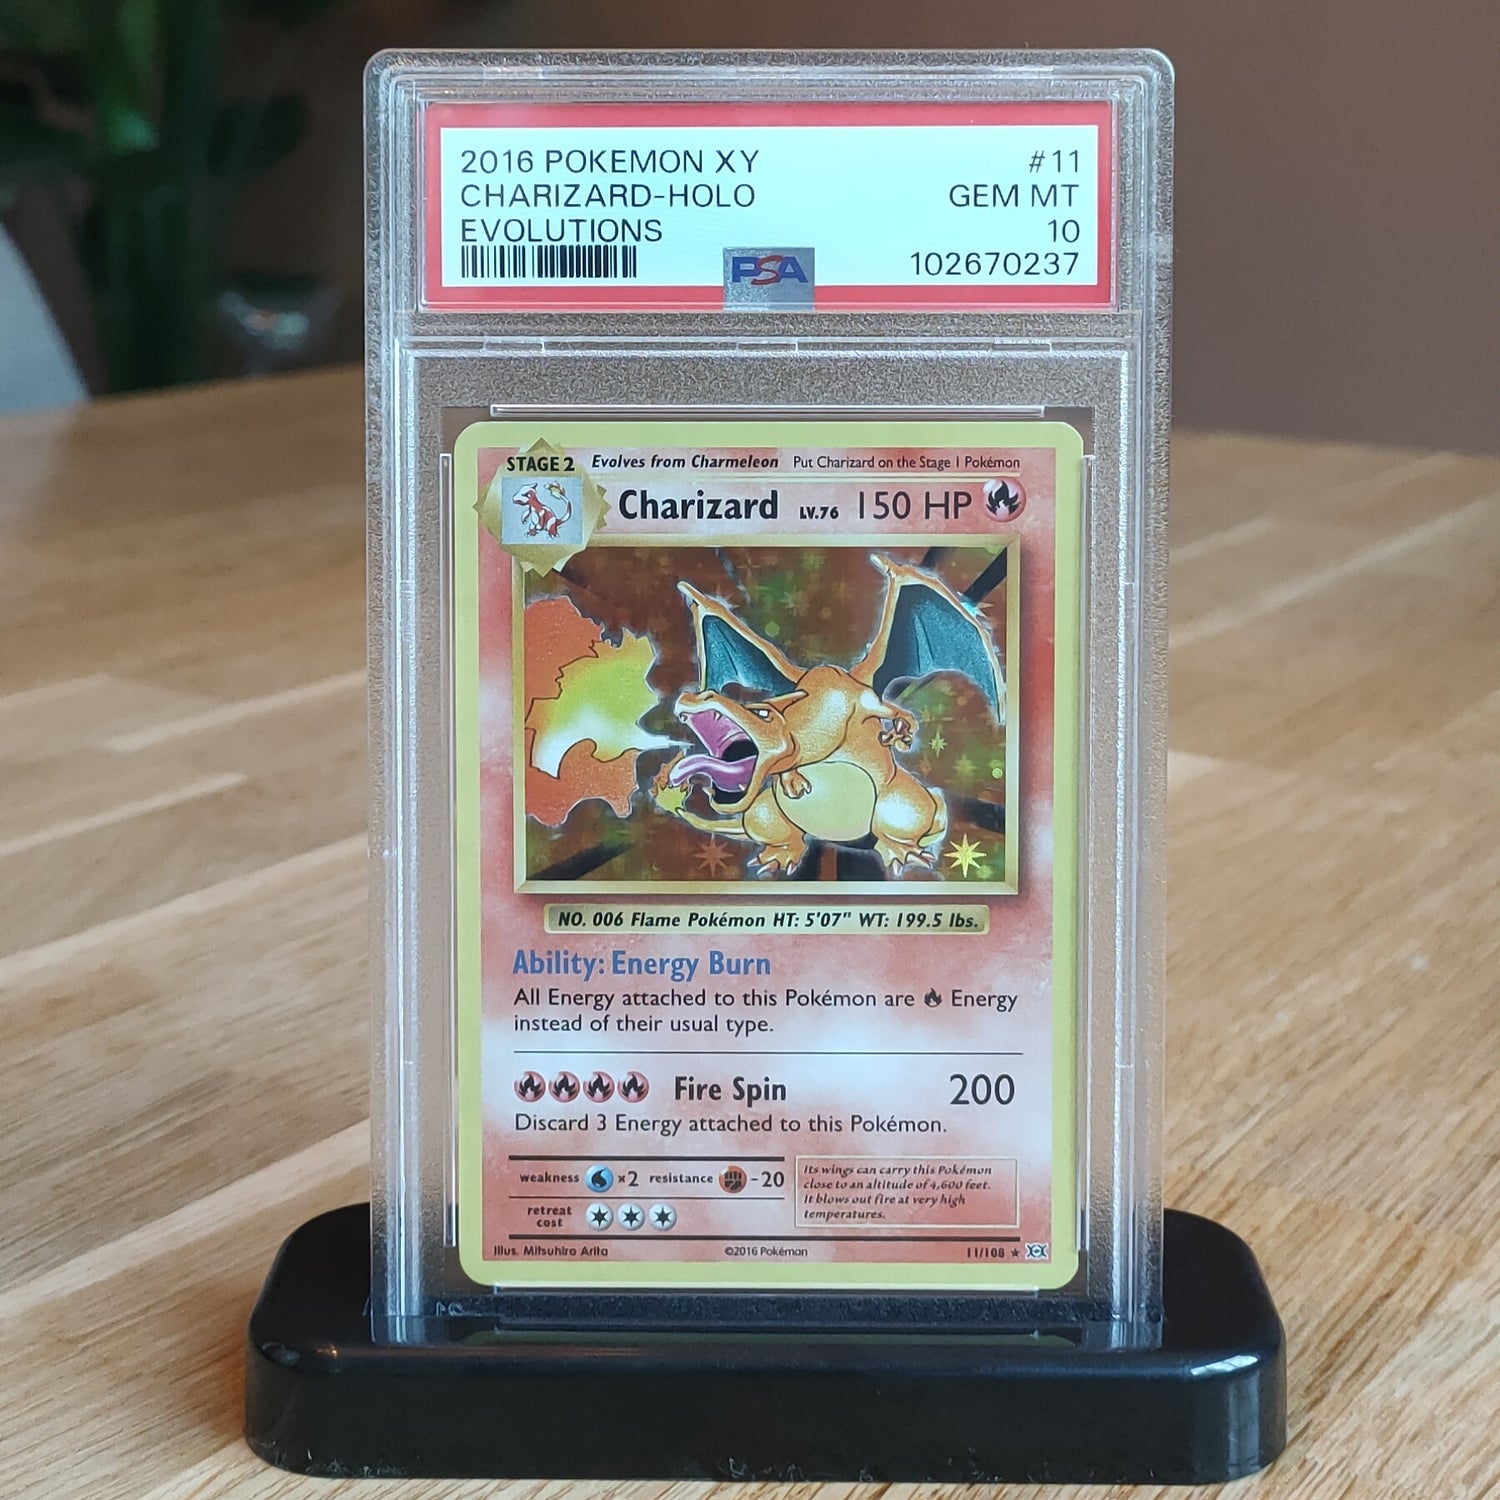 2016 POKEMON XY #11
CHARIZARD-HOLO GEM MT
EVOLUTIONS 10
PSA 102670237
STAGE 2 Evolves from Charmeleon Put Charizard on the Stage 1 Pokémon
Charizard LV.76 150 HP
NO. 006 Flame Pokémon HT: 5'07" WT: 199.5 lbs.
Ability: Energy Burn
All Energy attached to this Pokémon are Energy
instead of their usual type.
Fire Spin 200
Discard 3 Energy attached to this Pokémon.
weakness ×2 resistance -20
retreat
cost
Its wings can carry this Pokémon
close to an altitude of 4,600 feet.
It blows out fire at very high
temperatures.
Illus. Mitsuhiro Arita ©2016 Pokémon 11/108 ★